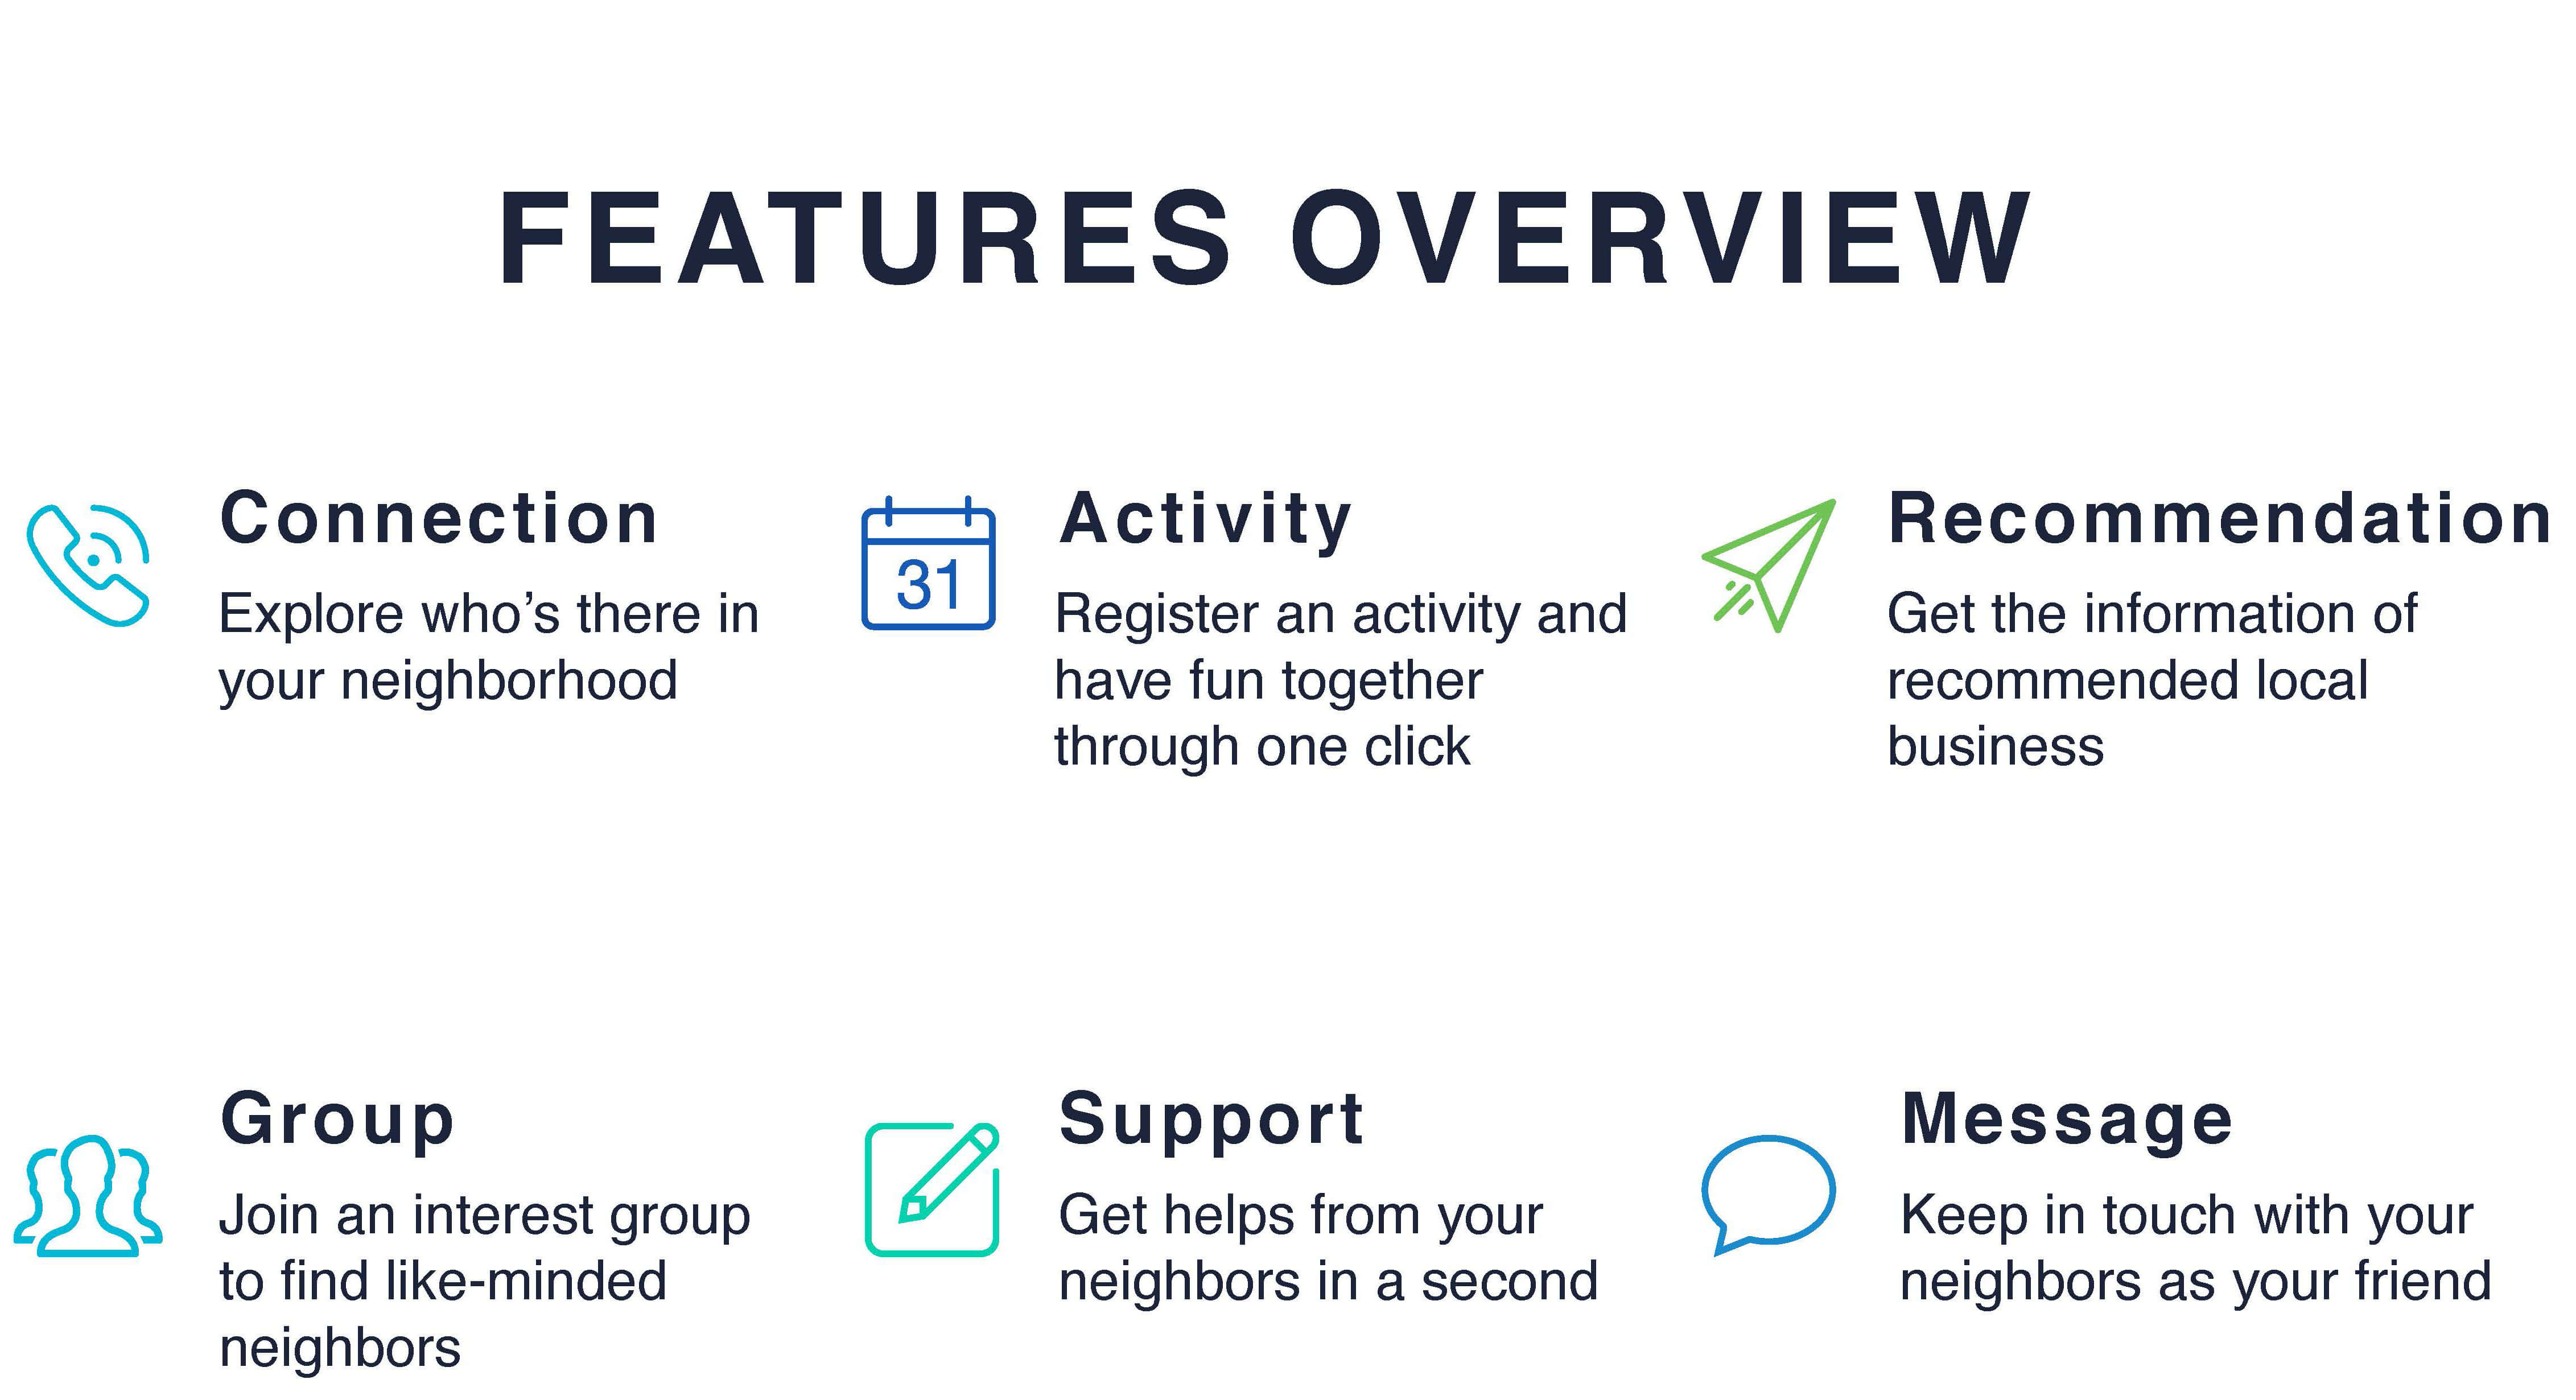 FEATURES OVERVIEW
Connection
Explore who’s there in
your neighborhood
31
Activity
Register an activity and
have fun together
through one click
Recommendation
Get the information of
recommended local
business
Group
Join an interest group
to find like-minded
neighbors
Support
Get helps from your
neighbors in a second
Message
Keep in touch with your
neighbors as your friend